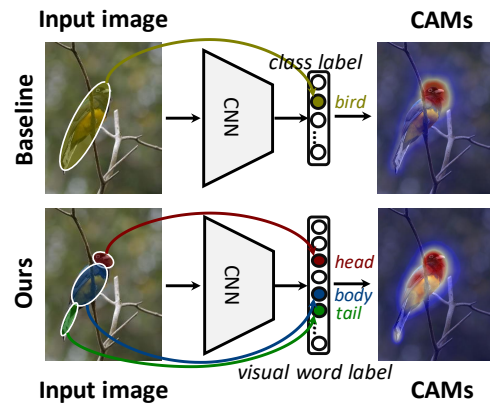 Input image
CAMs
class label
Baseline
CNN
bird
Ours
CNN
head
body
tail
visual word label
Input image
CAMs